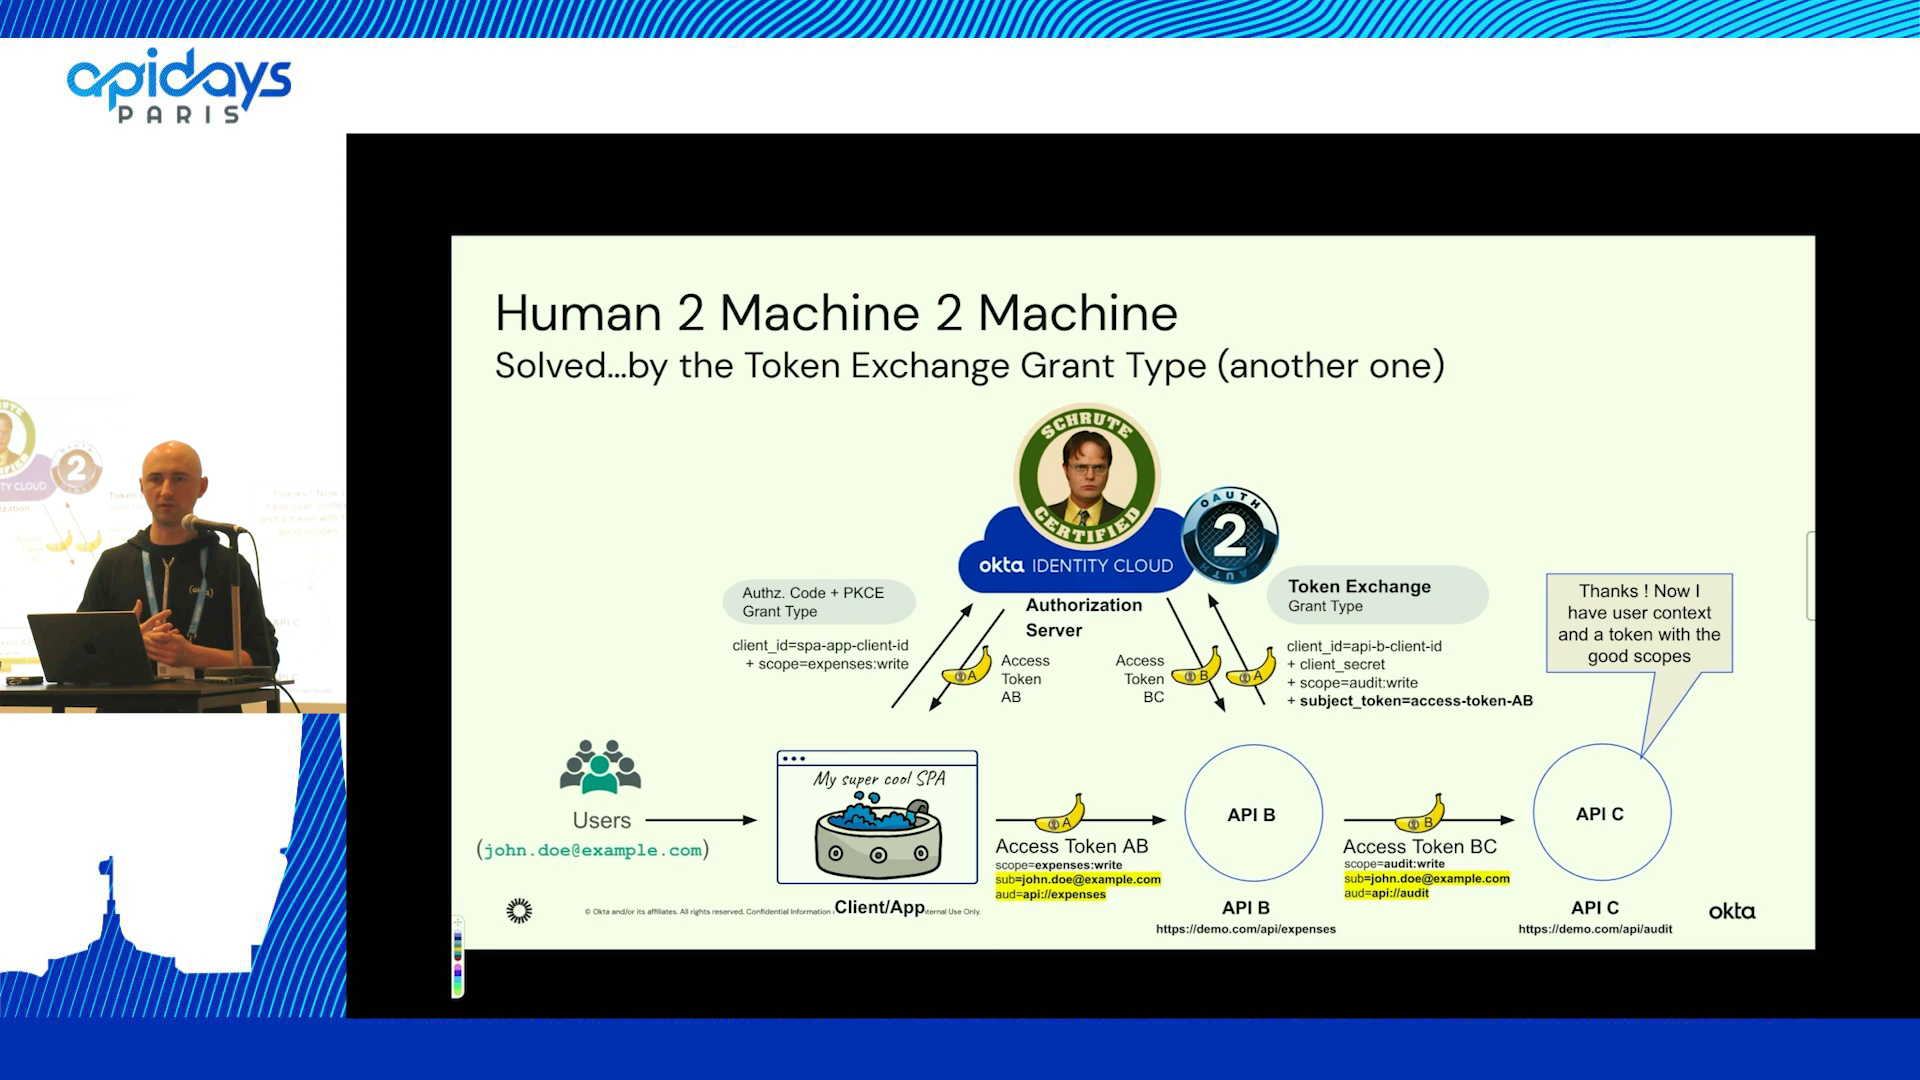 apidays
PARIS
Human 2 Machine 2 Machine
Solved...by the Token Exchange Grant Type (another one)
SCHRUTE
CERTIFIED
okta IDENTITY CLOUD
OAUTH
2
OAUTH
Authorization
Server
Authz. Code + PKCE
Grant Type
client_id=spa-app-client-id
+ scope=expenses:write
A
Access
Token
AB
Access
Token
BC
B
A
Token Exchange
Grant Type
client_id=api-b-client-id
+ client_secret
+ scope=audit:write
+ subject_token=access-token-AB
Thanks ! Now I
have user context
and a token with the
good scopes
Users
(john.doe@example.com)
My super cool SPA
Client/App
A
Access Token AB
scope=expenses:write
sub=john.doe@example.com
aud=api://expenses
API B
API B
https://demo.com/api/expenses
B
Access Token BC
scope=audit:write
sub=john.doe@example.com
aud=api://audit
API C
API C
https://demo.com/api/audit
© Okta and/or its affiliates. All rights reserved. Confidential Information
ternal Use Only.
okta
TY CLOUD
2
{okta}